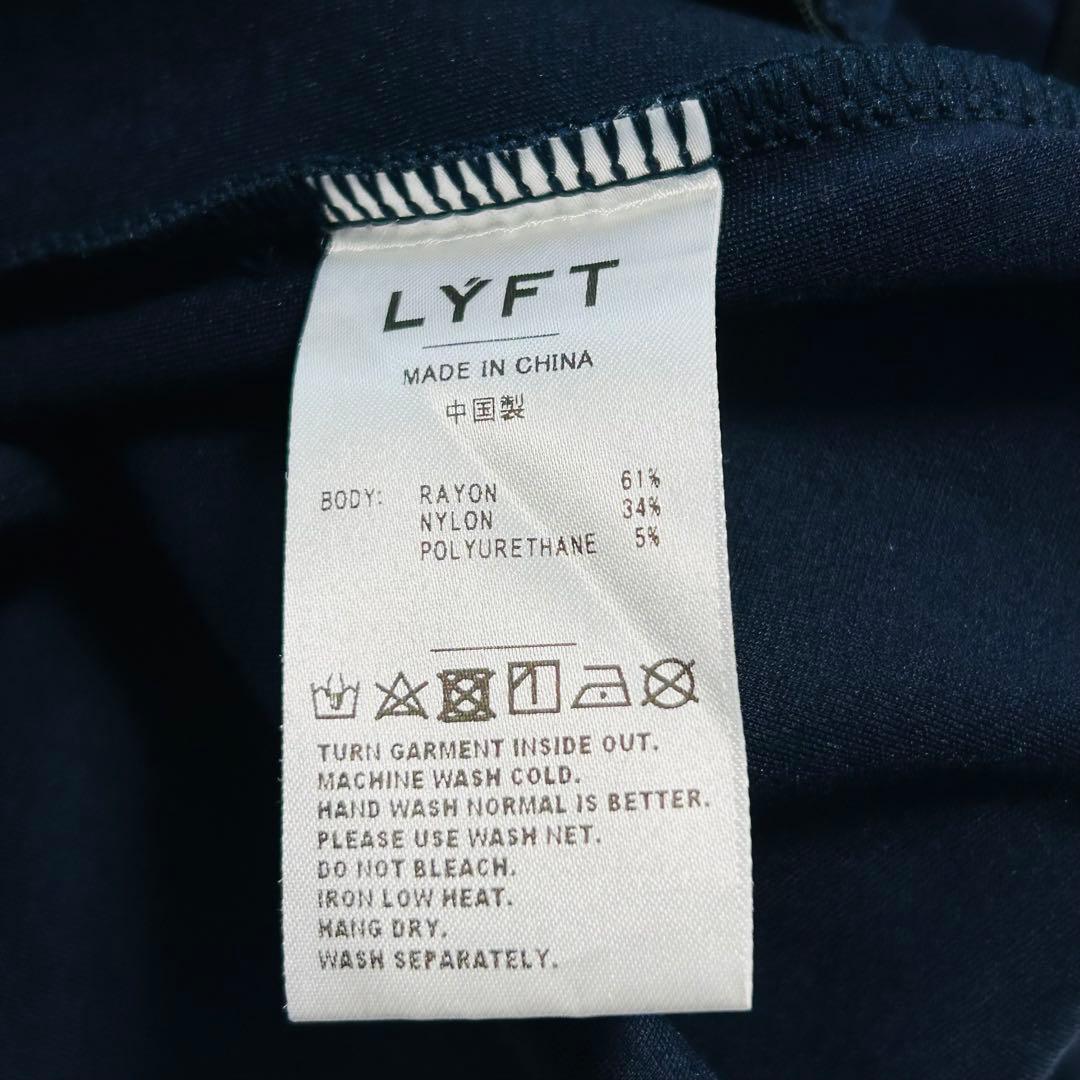 LÝFT
MADE IN CHINA
中国製
BODY: RAYON 61%
NYLON 34%
POLYURETHANE 5%
TURN GARMENT INSIDE OUT.
MACHINE WASH COLD.
HAND WASH NORMAL IS BETTER.
PLEASE USE WASH NET.
DO NOT BLEACH.
IRON LOW HEAT.
HANG DRY.
WASH SEPARATELY.